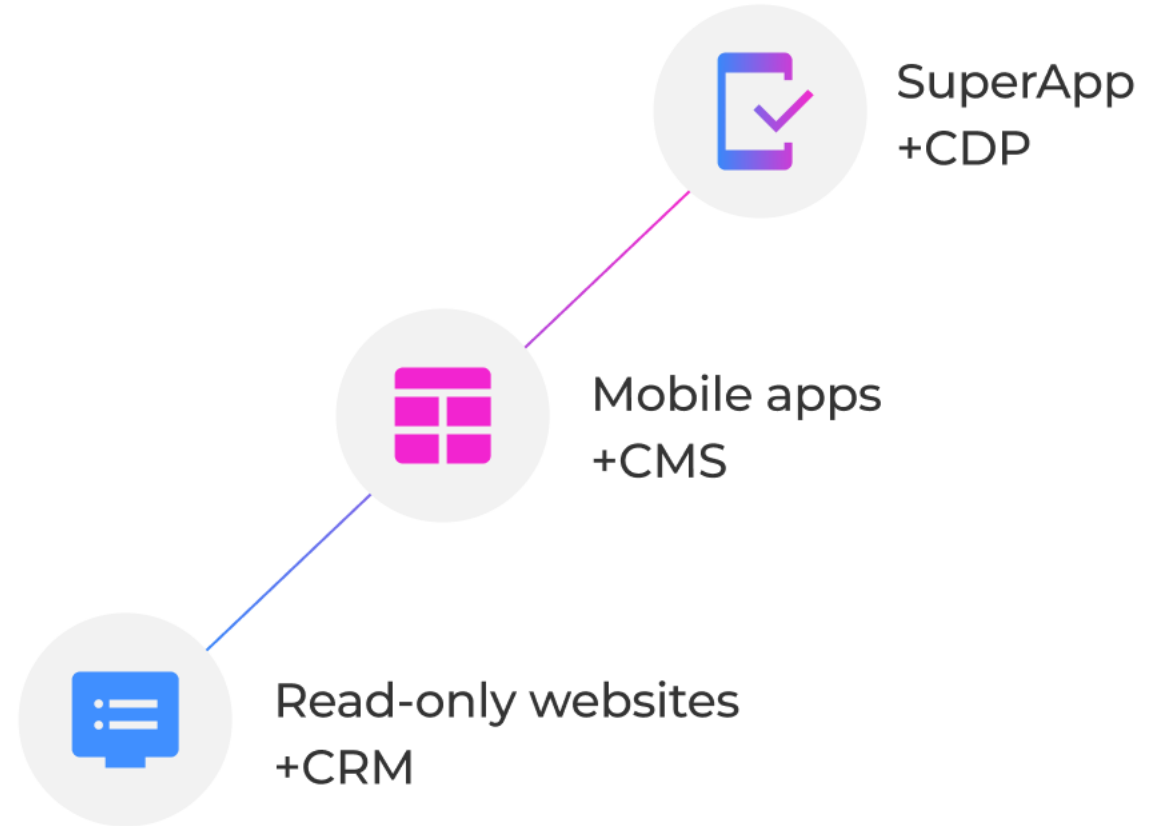 SuperApp
+CDP
Mobile apps
+CMS
Read-only websites
+CRM